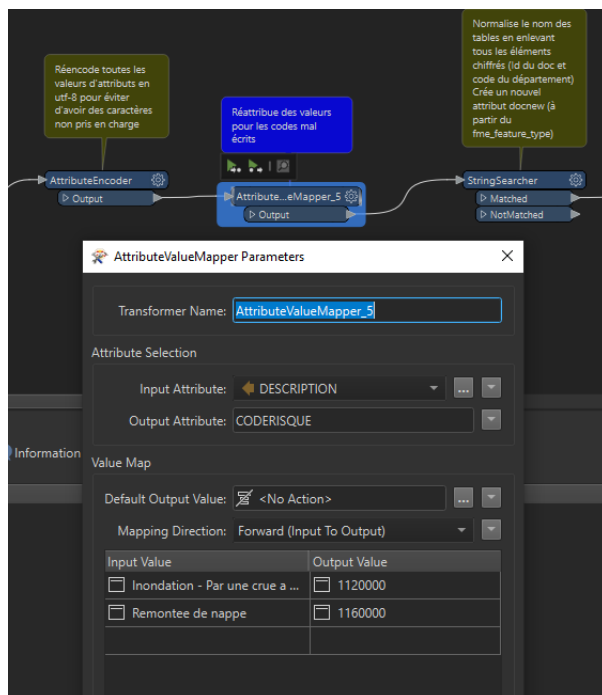 Normalise le nom des
tables en enlevant
tous les éléments
chiffrés (Id du doc et
code du département)
Crée un nouvel
attribut docnew (à
partir du
fme_feature_type)
Réencode toutes les
valeurs d'attributs en
utf-8 pour éviter
d'avoir des caractères
non pris en charge
Réattribue des valeurs
pour les codes mal
écrits
AttributeEncoder
Output
Attribute...eMapper_5
Output
StringSearcher
Matched
NotMatched
AttributeValueMapper Parameters
Transformer Name: AttributeValueMapper_5
Attribute Selection
Input Attribute: DESCRIPTION ...
Output Attribute: CODERISQUE
Information
Value Map
Default Output Value: <No Action> ...
Mapping Direction: Forward (Input To Output)
Input Value Output Value
Inondation - Par une crue a ... 1120000
Remontee de nappe 1160000